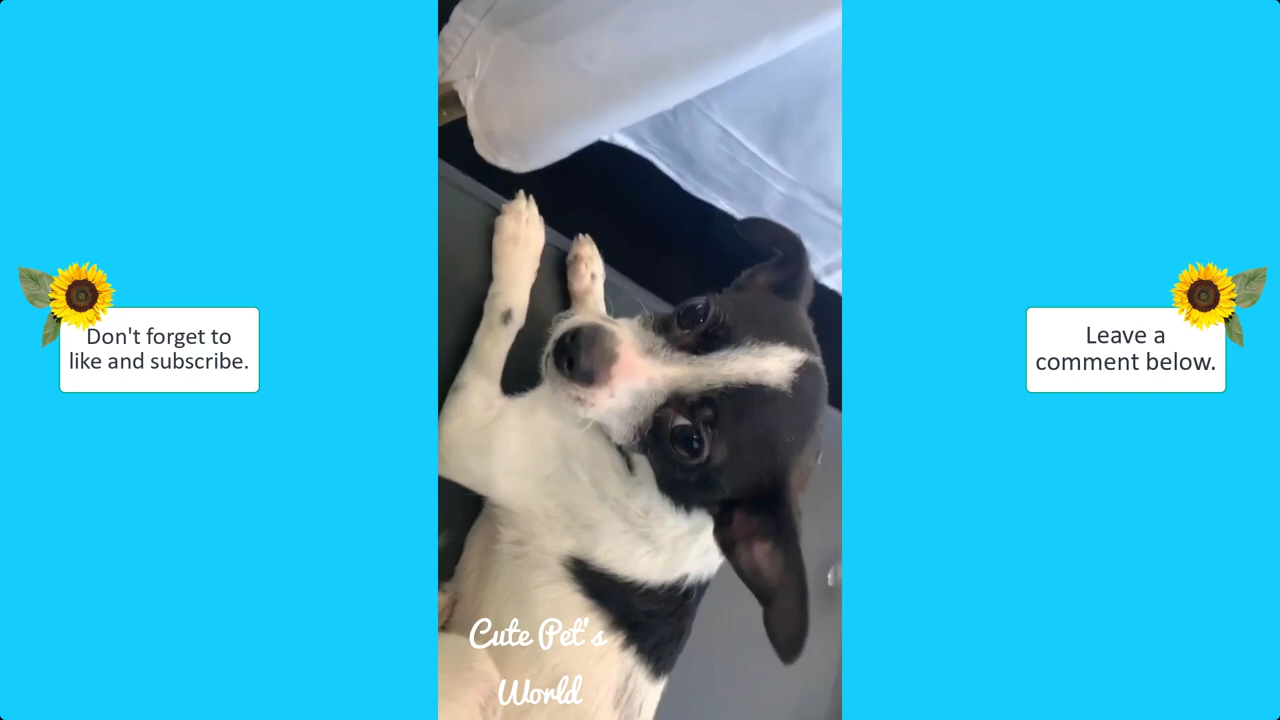 Don't forget to
like and subscribe.
Leave a
comment below.
Cute Pet's
World